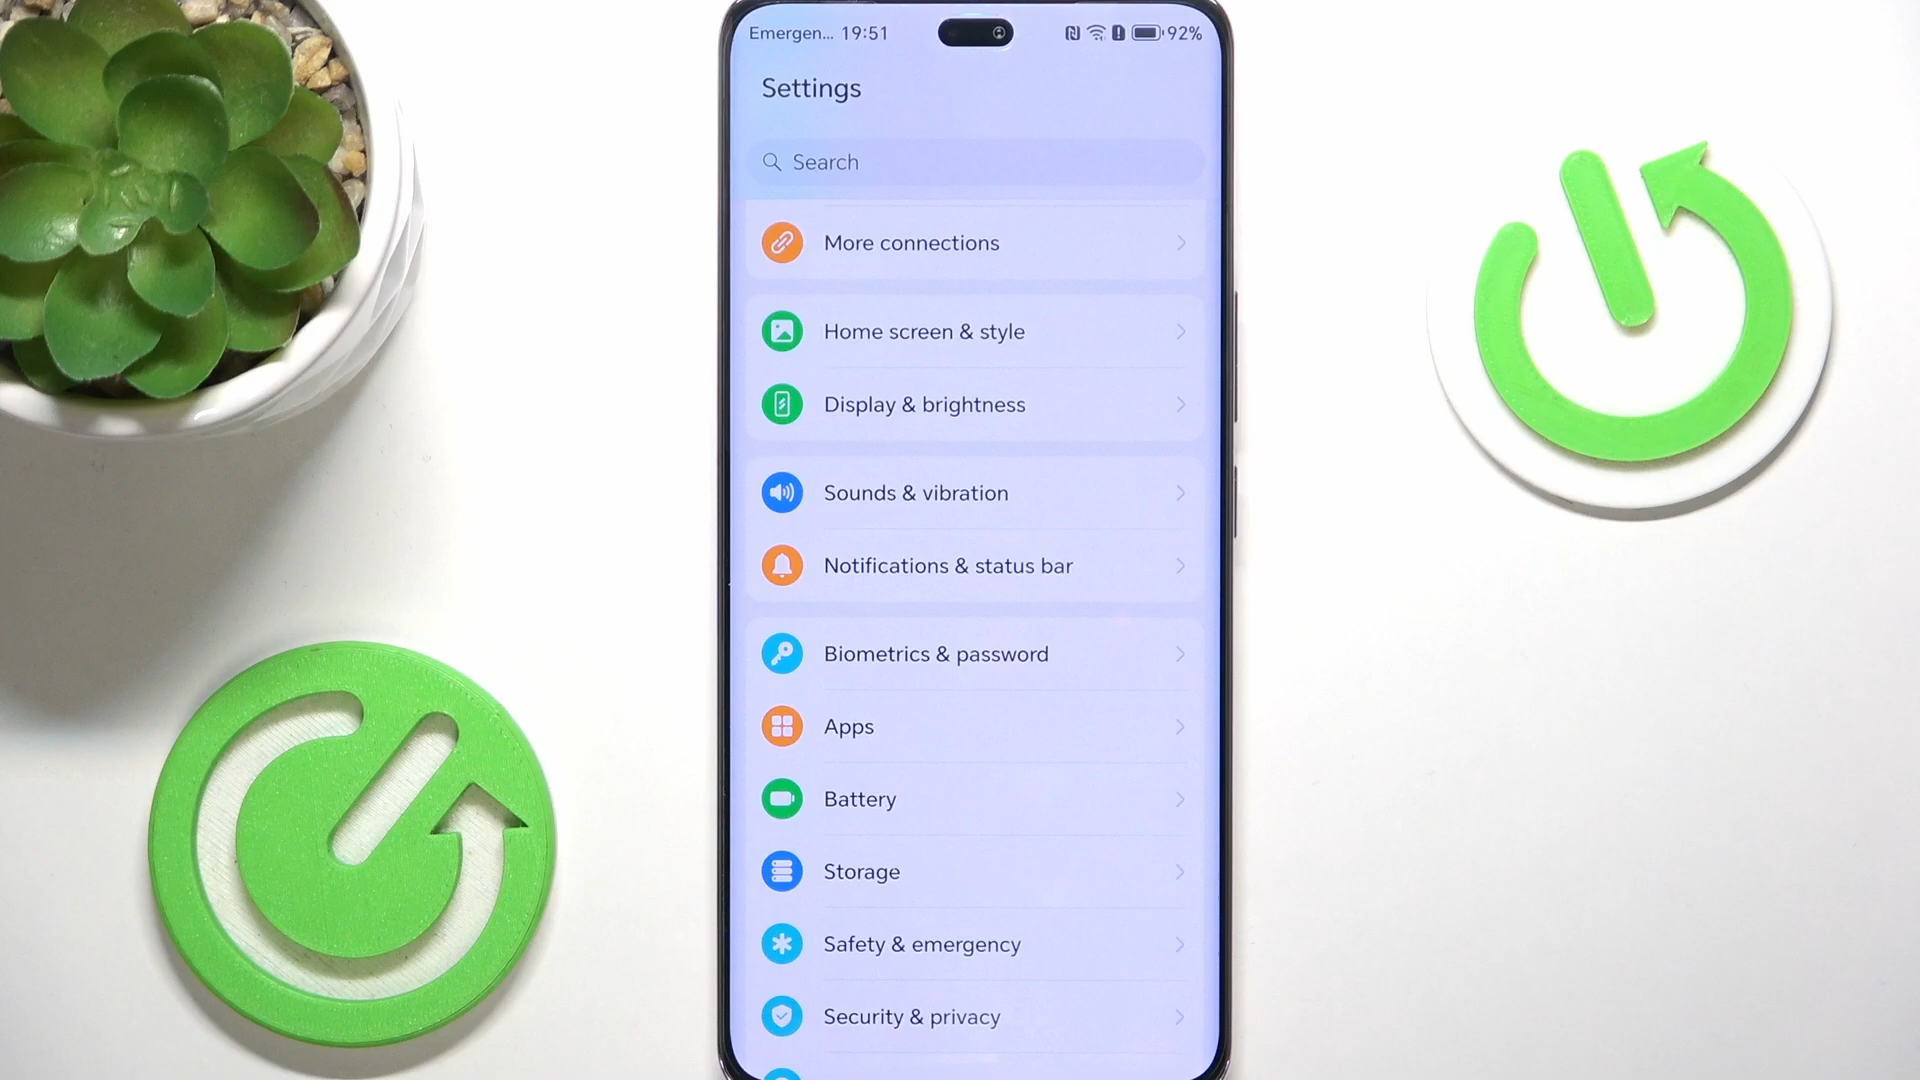 Emergen... 19:51 92%
Settings
Search
More connections
Home screen & style
Display & brightness
Sounds & vibration
Notifications & status bar
Biometrics & password
Apps
Battery
Storage
Safety & emergency
Security & privacy